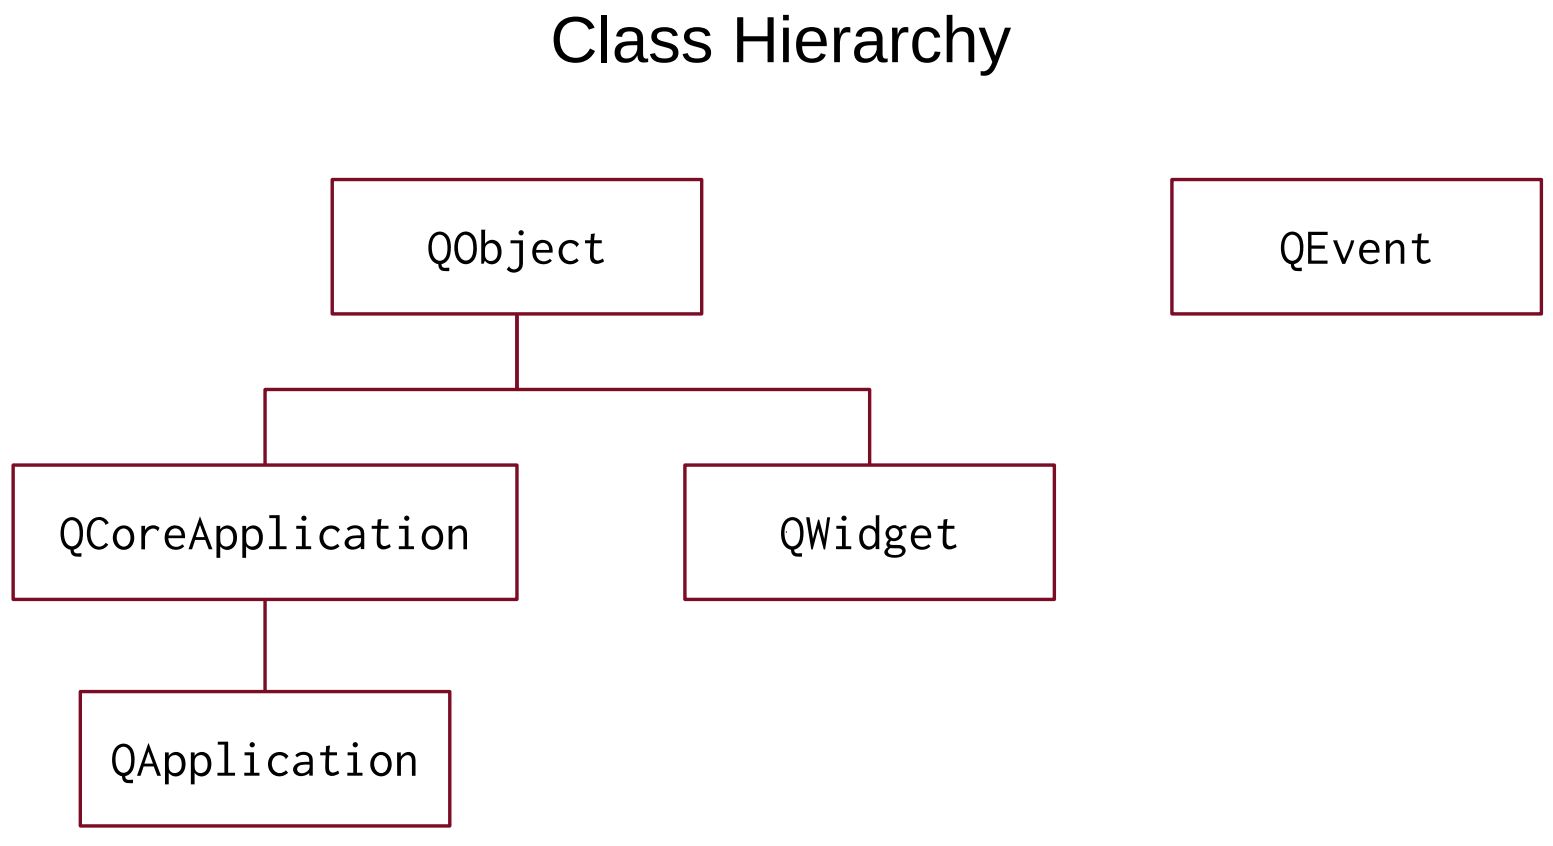 Class Hierarchy
QObject
QEvent
QCoreApplication
QWidget
QApplication